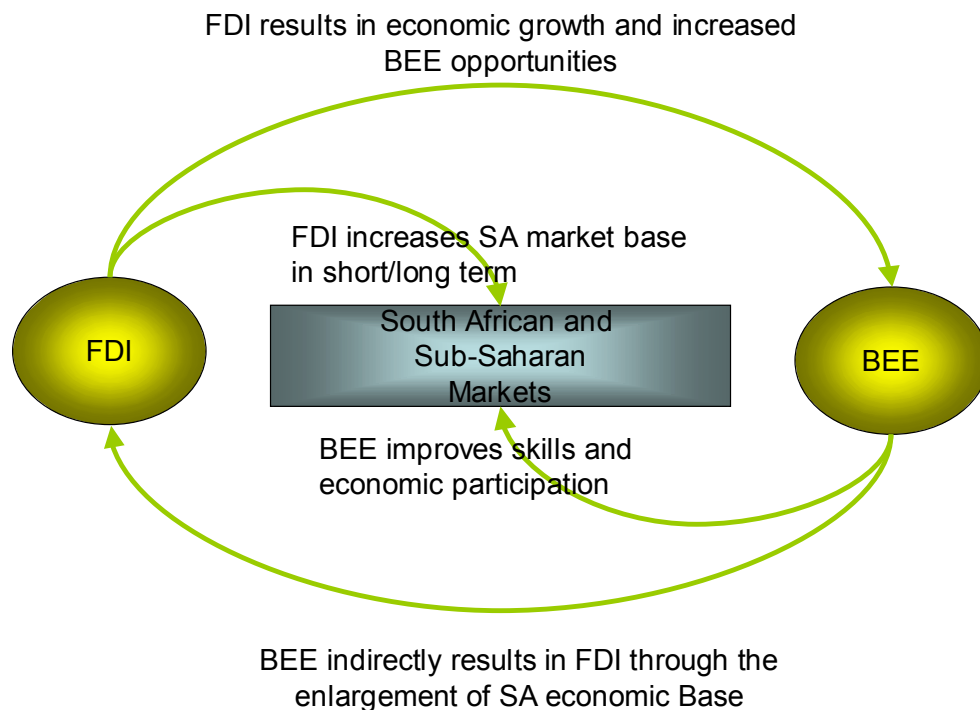 FDI results in economic growth and increased
BEE opportunities
FDI increases SA market base
in short/long term
FDI
South African and
Sub-Saharan
Markets
BEE
BEE improves skills and
economic participation
BEE indirectly results in FDI through the
enlargement of SA economic Base